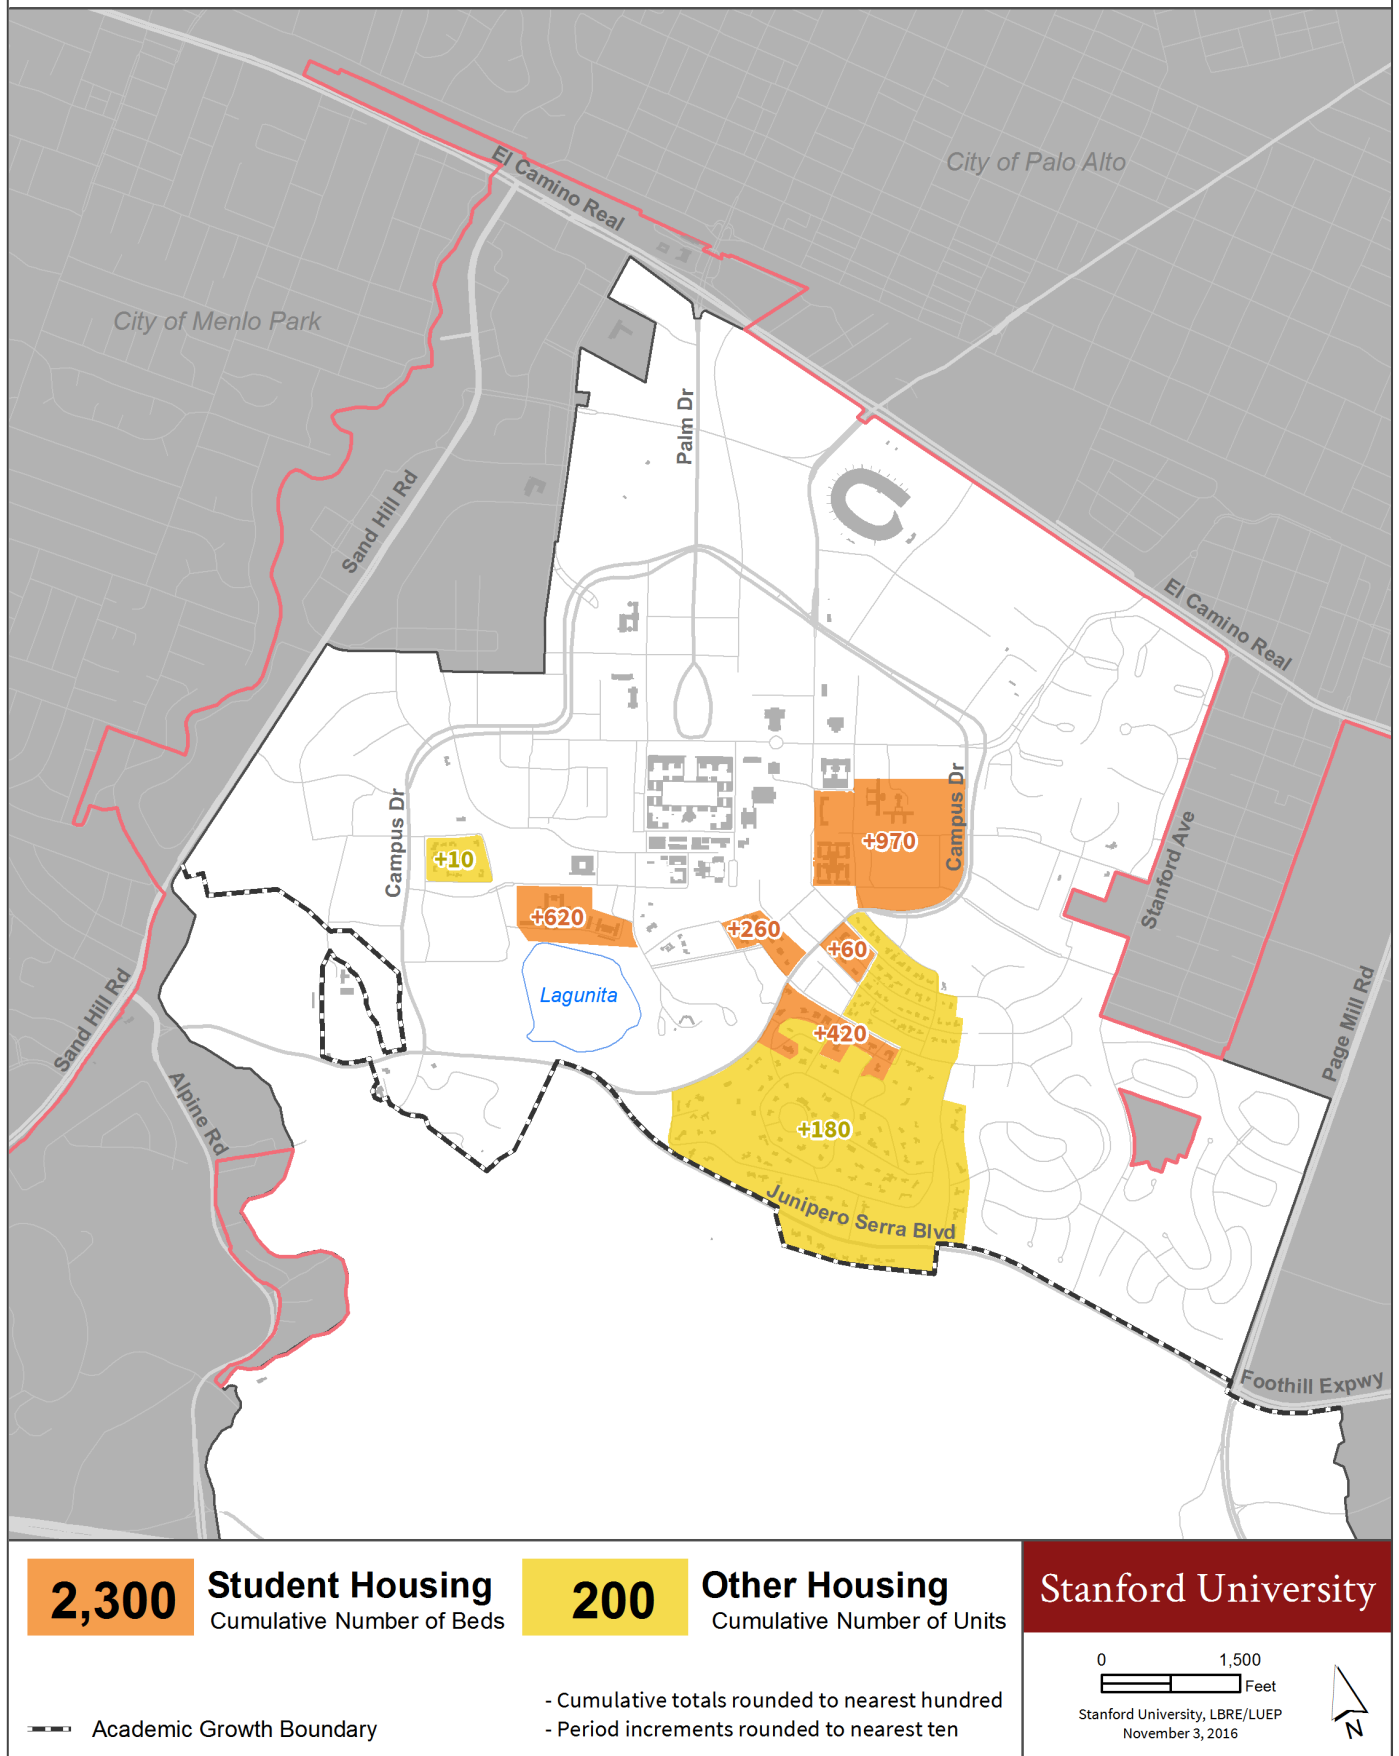 El Camino Real
City of Palo Alto
City of Menlo Park
Palm Dr
Sand Hill Rd
El Camino Real
Campus Dr
Campus Dr
+970
Stanford Ave
+10
+620
+260
+60
Lagunita
Sand Hill Rd
+420
Page Mill Rd
Alpine Rd
+180
Junipero Serra Blvd
Foothill Expwy
2,300
Student Housing
Cumulative Number of Beds
200
Other Housing
Cumulative Number of Units
Stanford University
0 1,500
Feet
- Cumulative totals rounded to nearest hundred
- Period increments rounded to nearest ten
Academic Growth Boundary
Stanford University, LBRE/LUEP
November 3, 2016
N